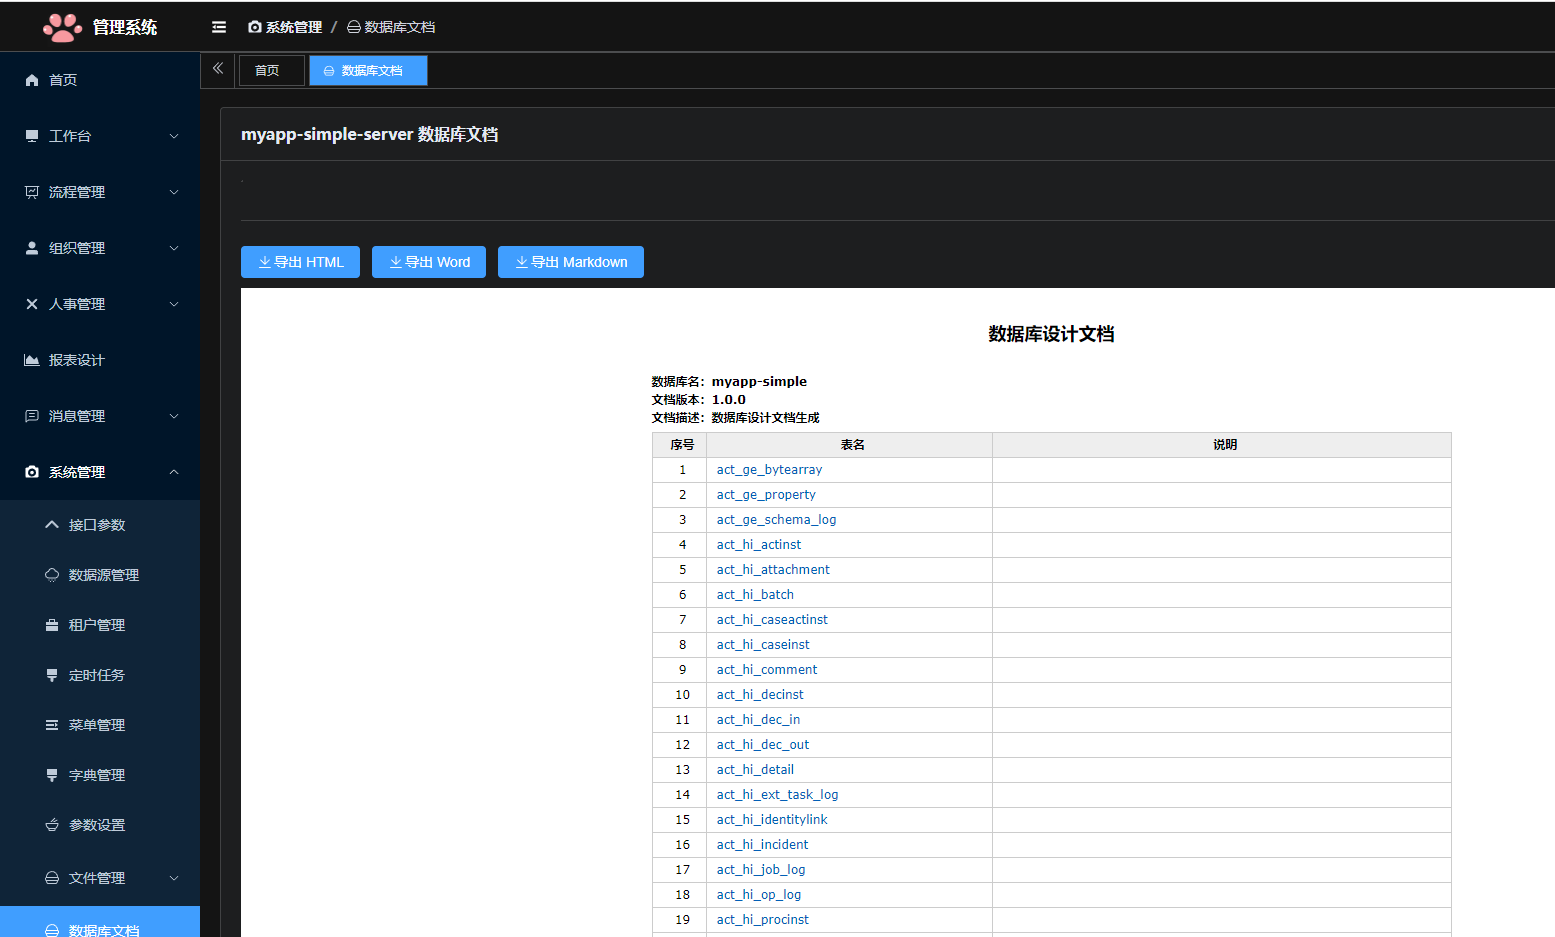 管理系统
系统管理 / 数据库文档
首页
工作台
流程管理
组织管理
人事管理
报表设计
消息管理
系统管理
接口参数
数据源管理
租户管理
定时任务
菜单管理
字典管理
参数设置
文件管理
数据库文档
首页
数据库文档
myapp-simple-server 数据库文档
导出 HTML
导出 Word
导出 Markdown
数据库设计文档
数据库名：myapp-simple
文档版本：1.0.0
文档描述：数据库设计文档生成
序号 表名 说明
1 act_ge_bytearray
2 act_ge_property
3 act_ge_schema_log
4 act_hi_actinst
5 act_hi_attachment
6 act_hi_batch
7 act_hi_caseactinst
8 act_hi_caseinst
9 act_hi_comment
10 act_hi_decinst
11 act_hi_dec_in
12 act_hi_dec_out
13 act_hi_detail
14 act_hi_ext_task_log
15 act_hi_identitylink
16 act_hi_incident
17 act_hi_job_log
18 act_hi_op_log
19 act_hi_procinst